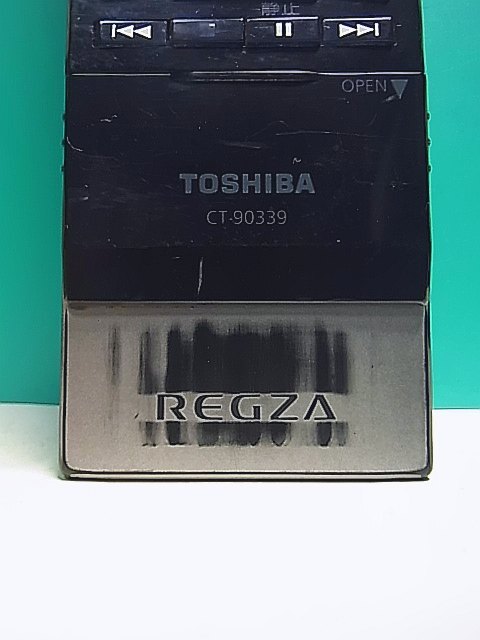 静止
OPEN
TOSHIBA
CT-90339
REGZA